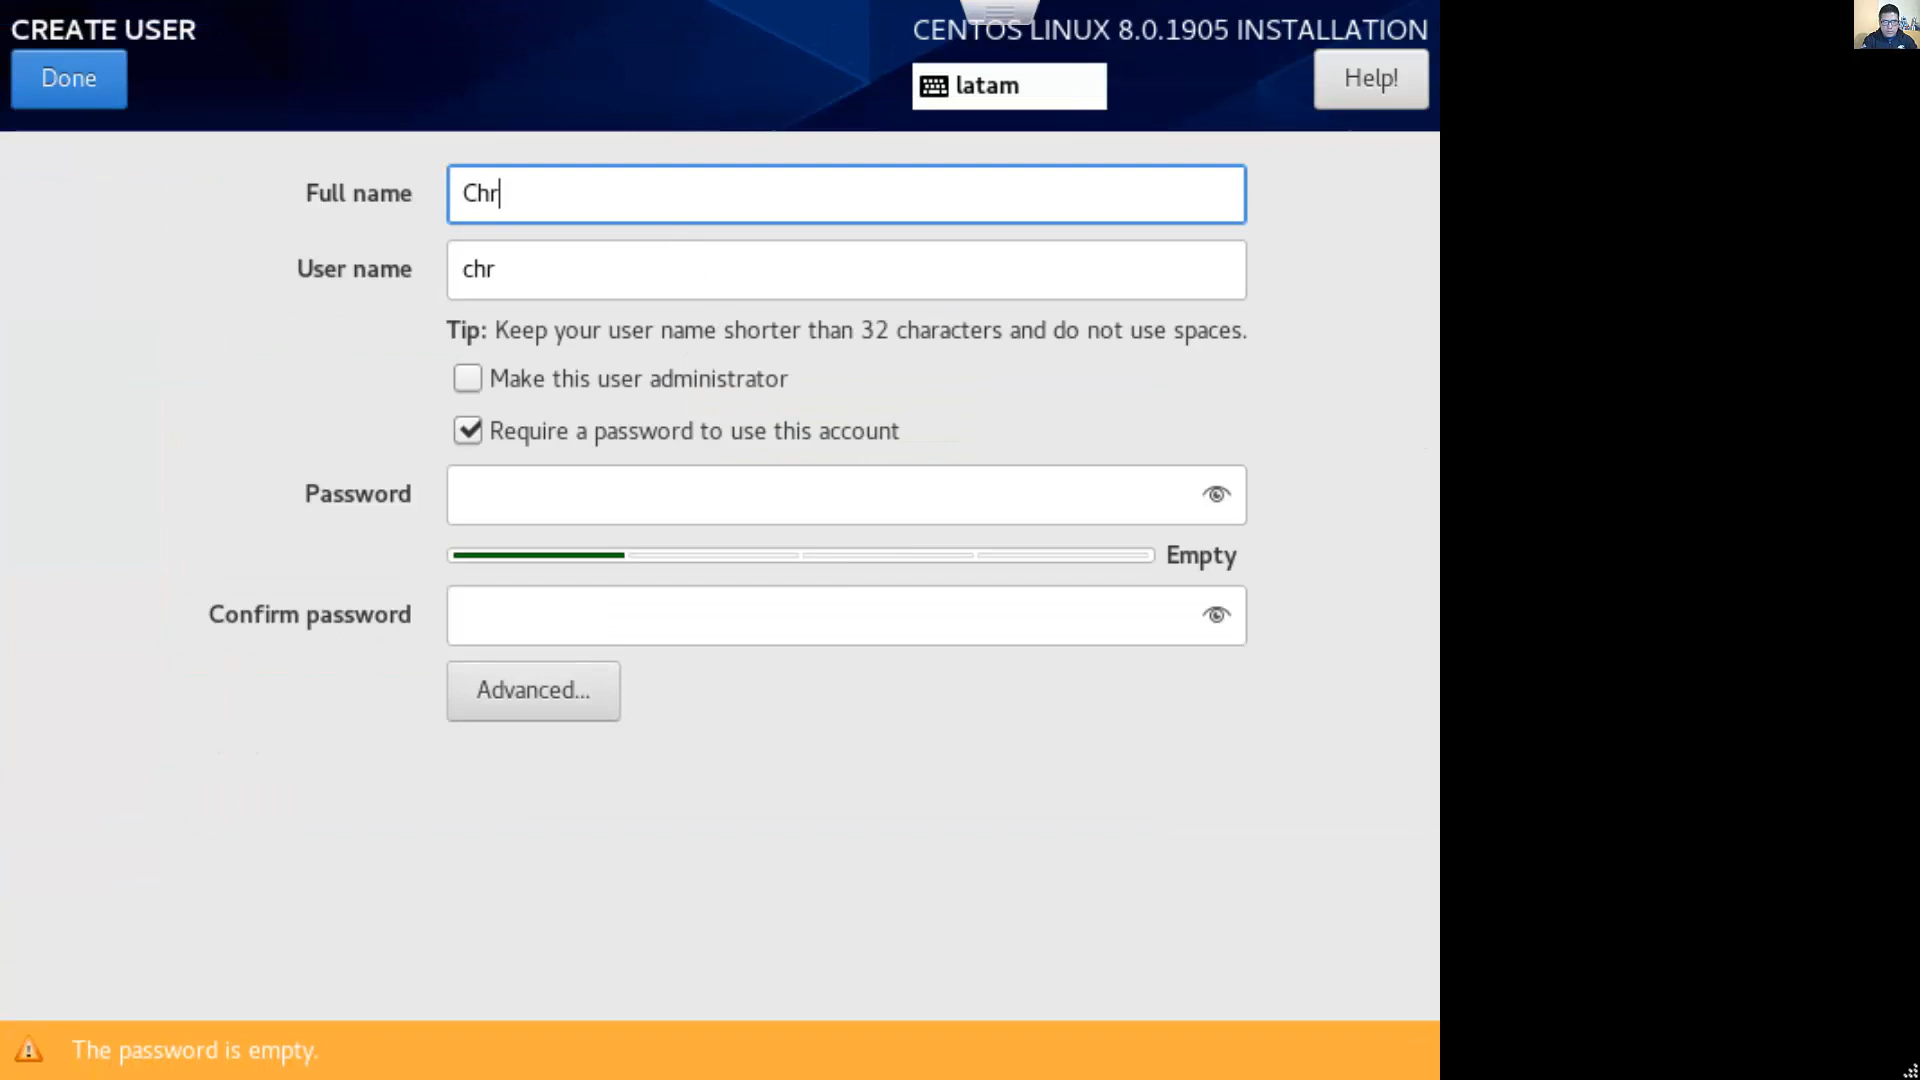 CREATE USER
CENTOS LINUX 8.0.1905 INSTALLATION
Done
latam
Help!
Full name
Chr
User name
chr
Tip: Keep your user name shorter than 32 characters and do not use spaces.
Make this user administrator
Require a password to use this account
Password
Empty
Confirm password
Advanced...
The password is empty.